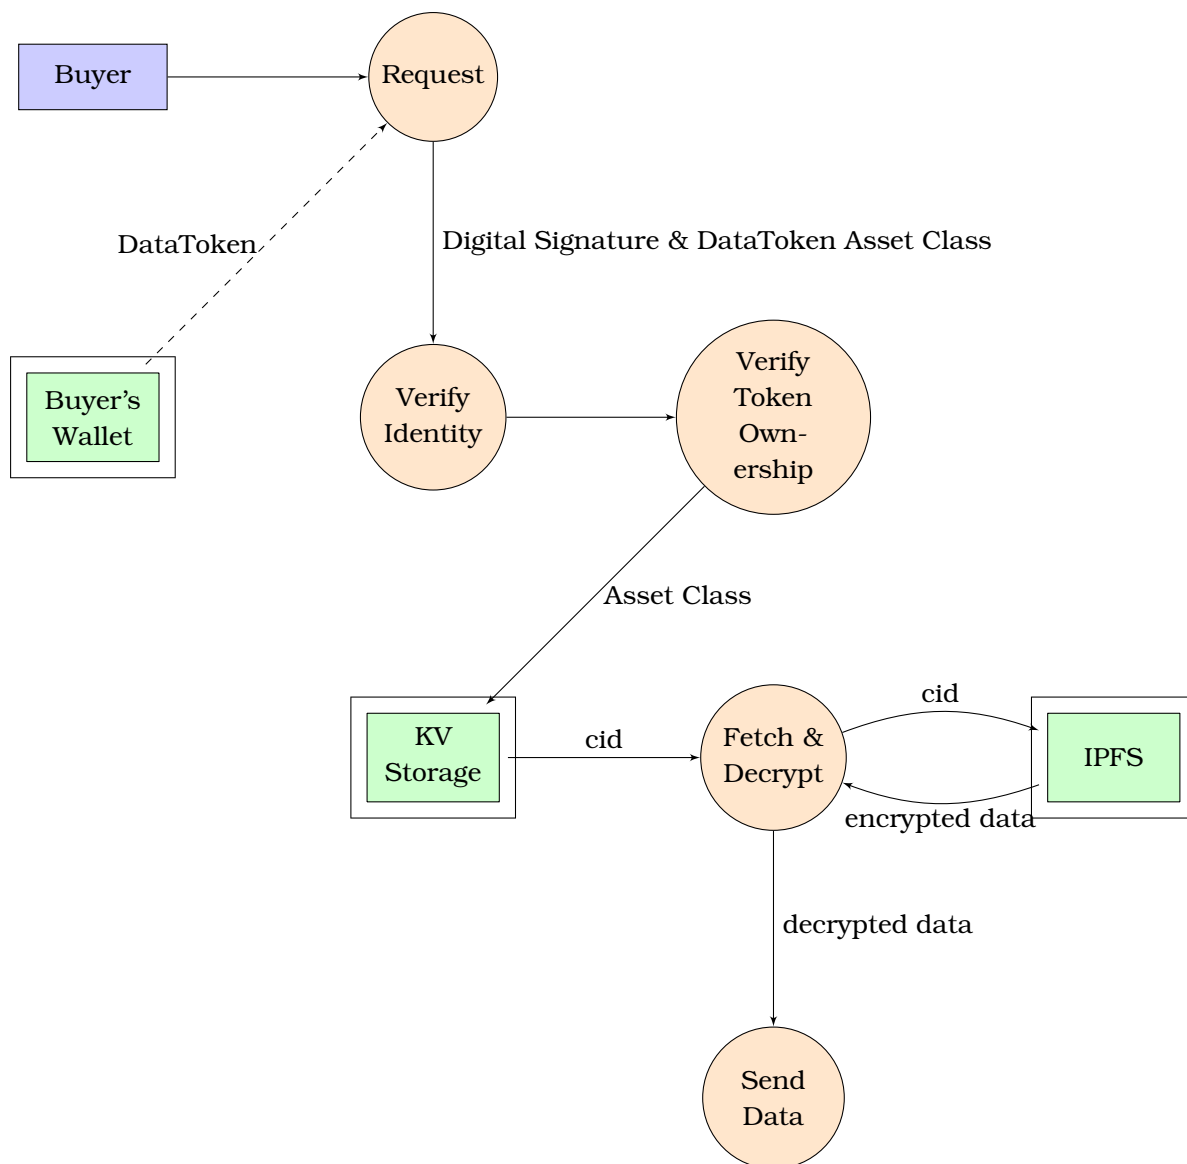 Buyer
Request
DataToken
Digital Signature & DataToken Asset Class
Buyer's
Wallet
Verify
Identity
Verify
Token
Own-
ership
Asset Class
KV
Storage
cid
Fetch &
Decrypt
cid
encrypted data
IPFS
decrypted data
Send
Data